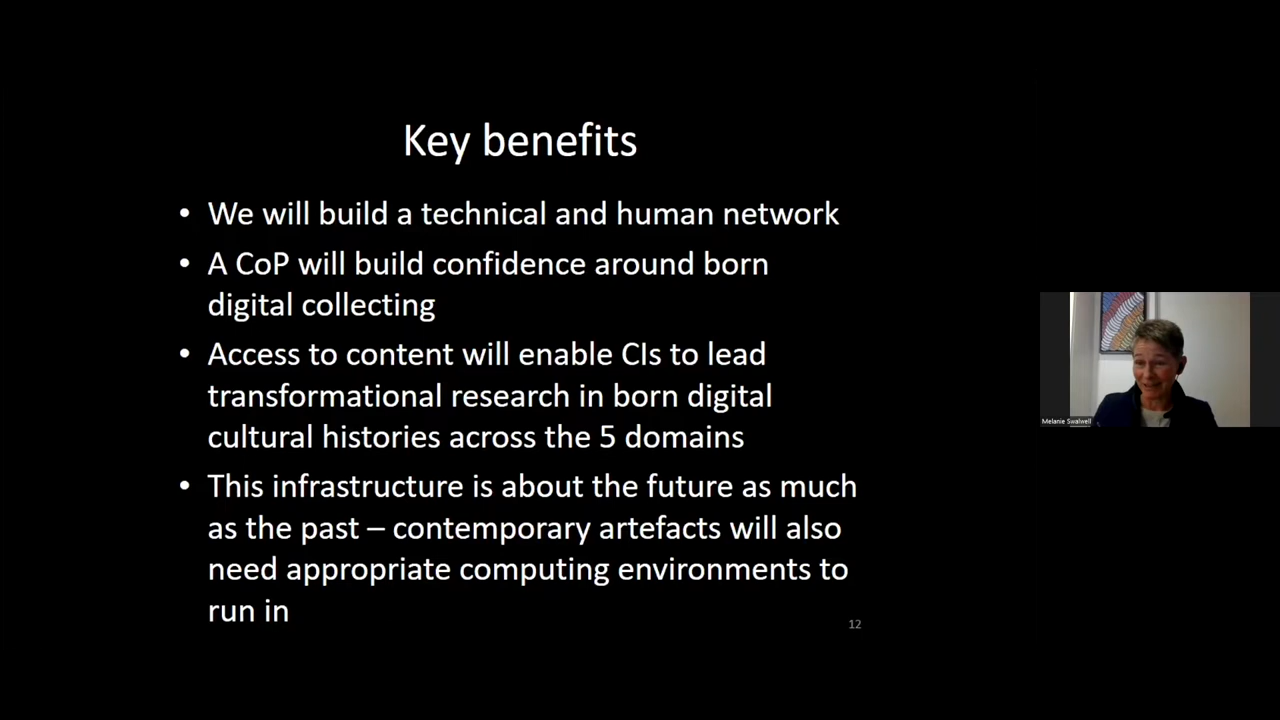 Key benefits
• We will build a technical and human network
• A CoP will build confidence around born
digital collecting
• Access to content will enable CIs to lead
transformational research in born digital
cultural histories across the 5 domains
• This infrastructure is about the future as much
as the past – contemporary artefacts will also
need appropriate computing environments to
run in
12
Melanie Swalwell